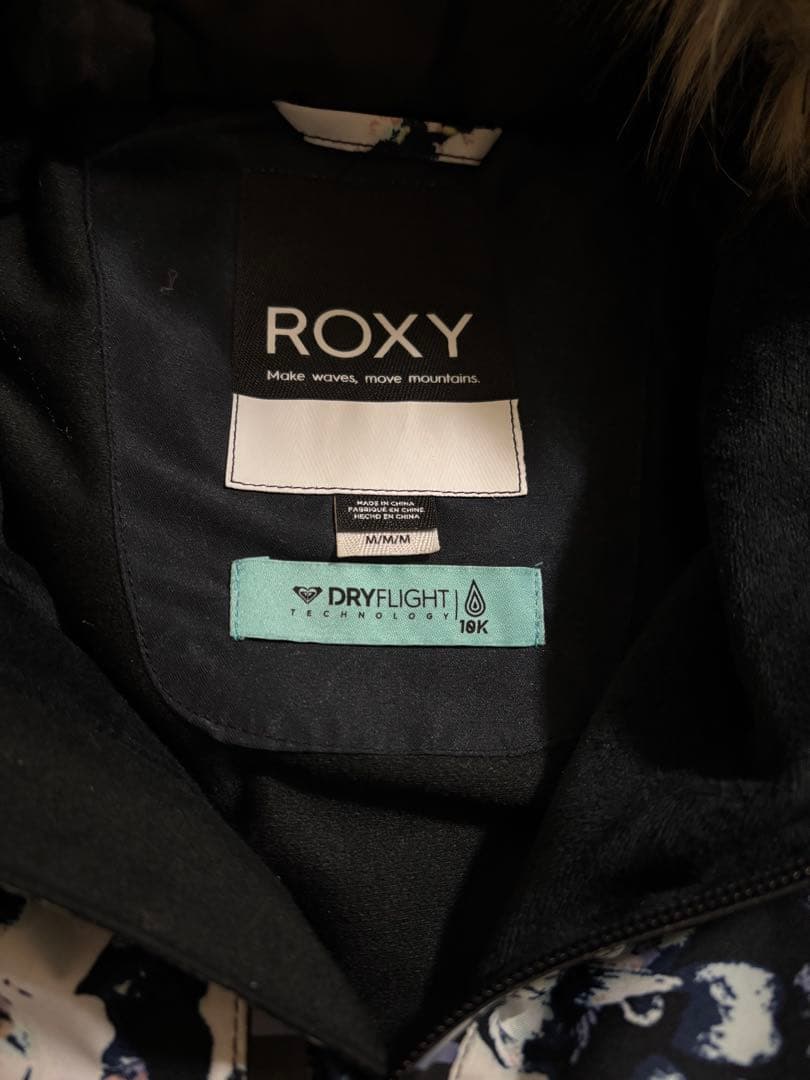 ROXY
Make waves, move mountains.
MADE IN CHINA
FABRIQUÉ EN CHINE
HECHO EN CHINA
M/M/M
DRYFLIGHT
TECHNOLOGY
10K